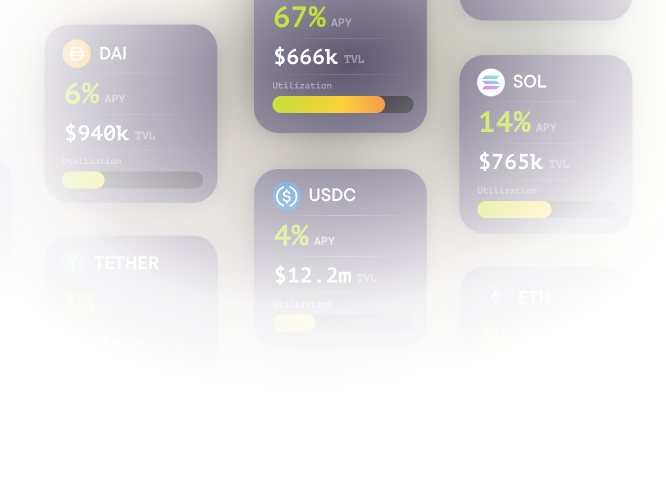 DAI
6% APY
$940k TVL
Utilization
TETHER
67% APY
$666k TVL
Utilization
USDC
4% APY
$12.2m TVL
Utilization
SOL
14% APY
$765k TVL
Utilization
ETH